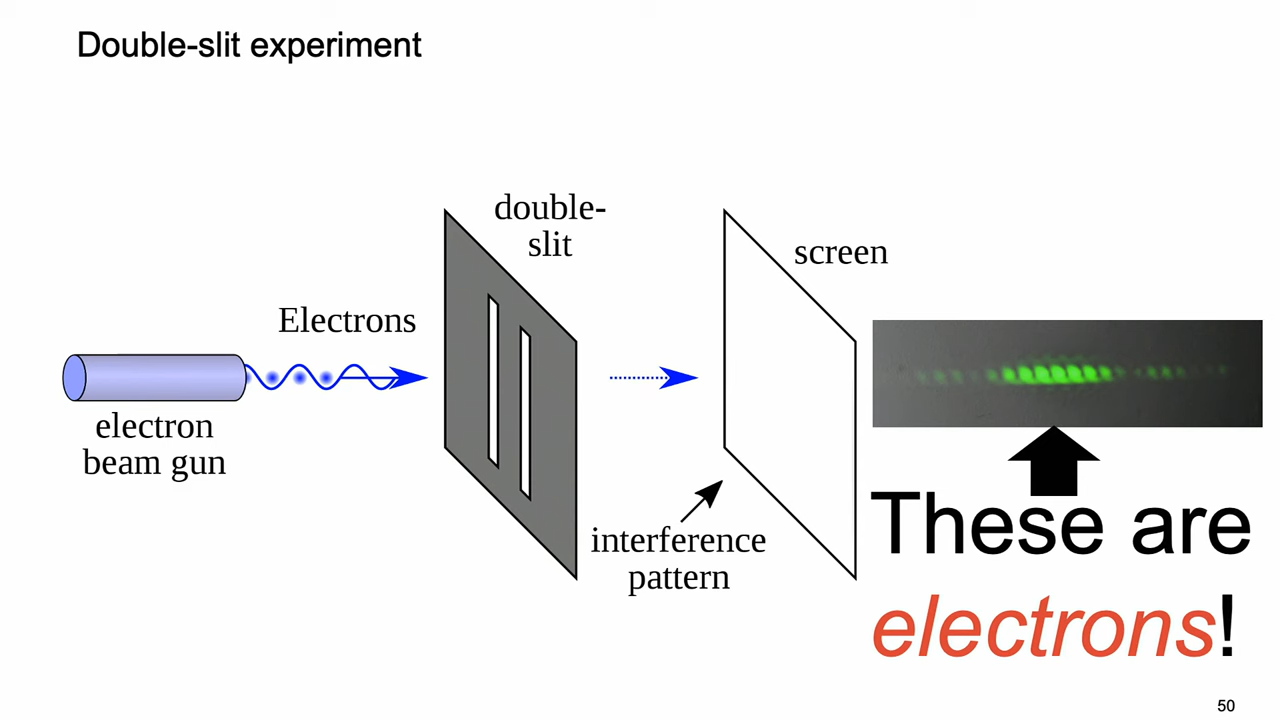 Double-slit experiment
double-
slit
screen
Electrons
electron
beam gun
interference
pattern
These are
electrons!
50